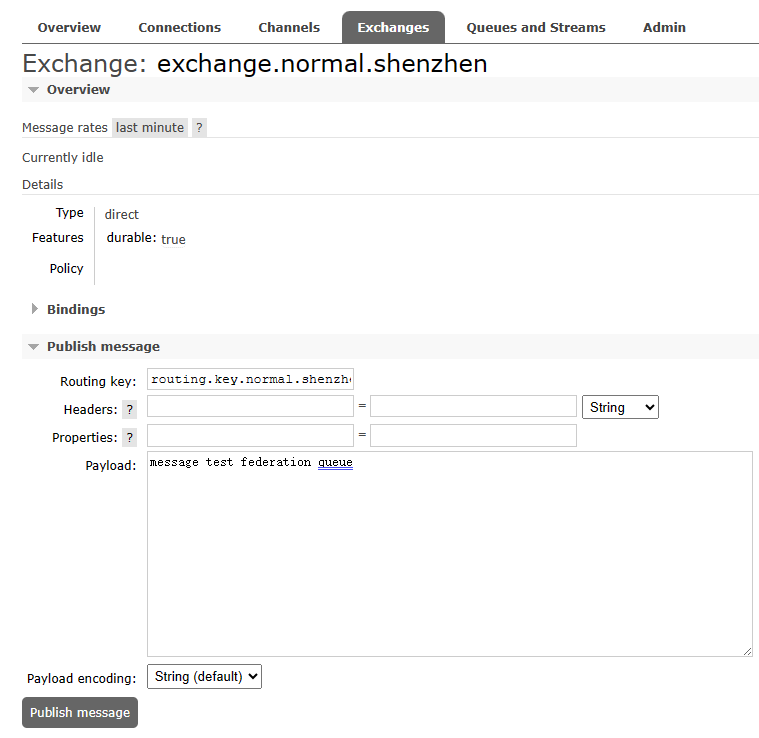 Overview Connections Channels Exchanges Queues and Streams Admin
Exchange: exchange.normal.shenzhen
Overview
Message rates last minute ?
Currently idle
Details
Type direct
Features durable: true
Policy
Bindings
Publish message
Routing key: routing.key.normal.shenzh
Headers: ? = String
Properties: ? =
Payload: message test federation queue
Payload encoding: String (default)
Publish message